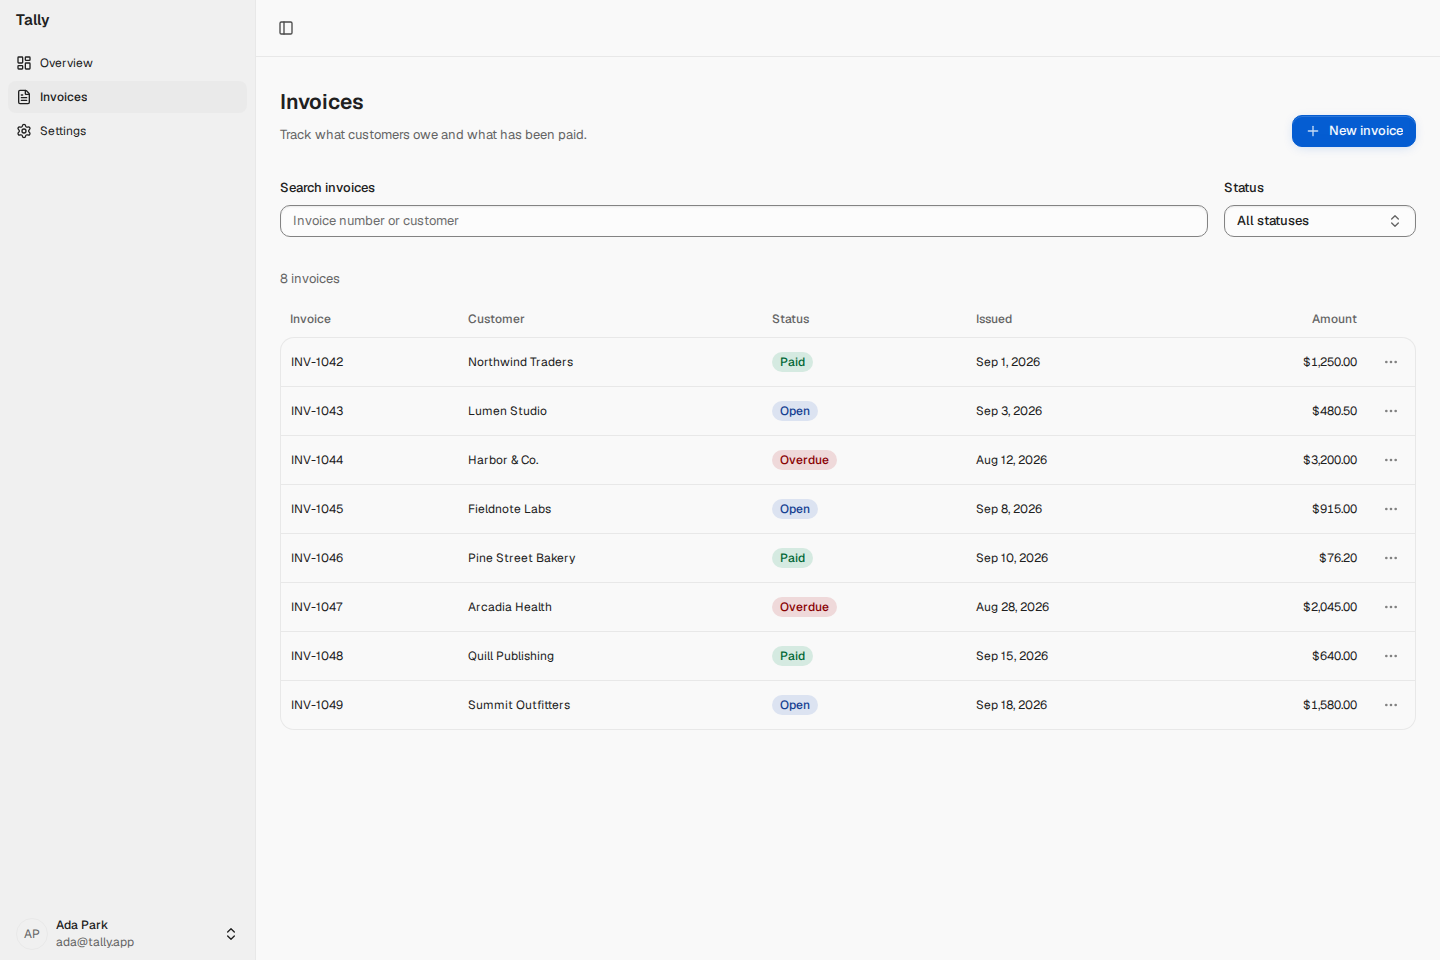 Tally
Overview
Invoices
Settings
Invoices
Track what customers owe and what has been paid.
New invoice
Search invoices
Status
Invoice number or customer
All statuses
8 invoices
Invoice Customer Status Issued Amount
INV-1042 Northwind Traders Paid Sep 1, 2026 $1,250.00
INV-1043 Lumen Studio Open Sep 3, 2026 $480.50
INV-1044 Harbor & Co. Overdue Aug 12, 2026 $3,200.00
INV-1045 Fieldnote Labs Open Sep 8, 2026 $915.00
INV-1046 Pine Street Bakery Paid Sep 10, 2026 $76.20
INV-1047 Arcadia Health Overdue Aug 28, 2026 $2,045.00
INV-1048 Quill Publishing Paid Sep 15, 2026 $640.00
INV-1049 Summit Outfitters Open Sep 18, 2026 $1,580.00
AP
Ada Park
ada@tally.app